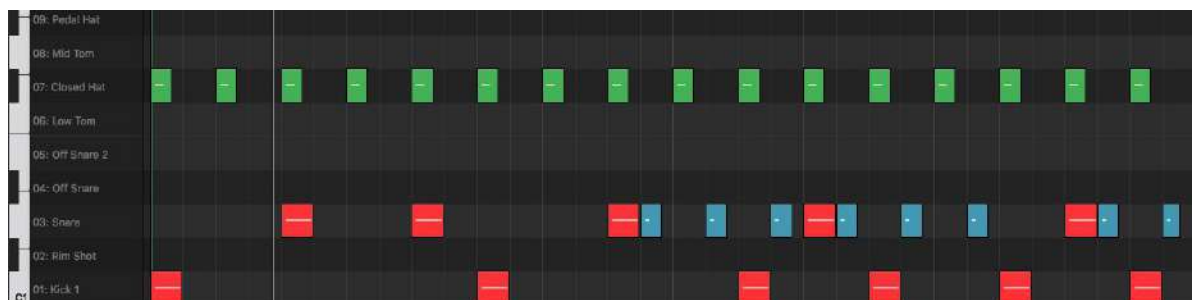 09: Pedal Hat
08: Mid Tom
07: Closed Hat
06: Low Tom
05: Off Snare 2
04: Off Snare
03: Snare
02: Rim Shot
01: Kick 1